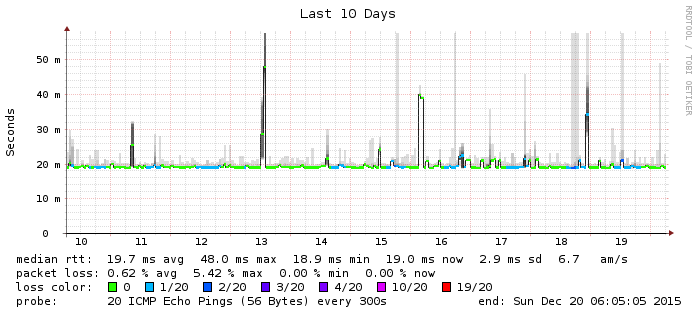 Last 10 Days
RRDTOOL / TOBI OETIKER
Seconds
50 m
40 m
30 m
20 m
10 m
0
10 11 12 13 14 15 16 17 18 19
median rtt: 19.7 ms avg 48.0 ms max 18.9 ms min 19.0 ms now 2.9 ms sd 6.7 am/s
packet loss: 0.62 % avg 5.42 % max 0.00 % min 0.00 % now
loss color: 0 1/20 2/20 3/20 4/20 10/20 19/20
probe: 20 ICMP Echo Pings (56 Bytes) every 300s end: Sun Dec 20 06:05:05 2015